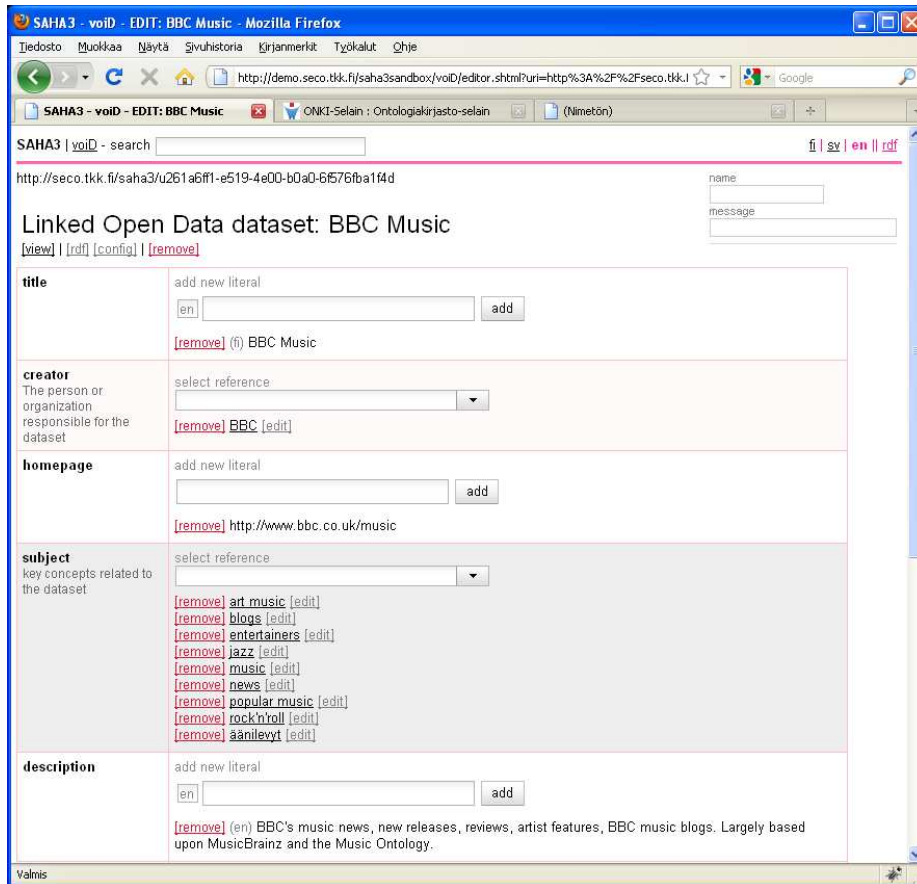 SAHA3 - voiD - EDIT: BBC Music - Mozilla Firefox
Tiedosto Muokkaa Näytä Sivuhistoria Kirjanmerkit Työkalut Ohje
http://demo.seco.tkk.fi/saha3sandbox/voiD/editor.shtml?uri=http%3A%2F%2Fseco.tkk.f
Google
SAHA3 - voiD - EDIT: BBC Music
ONKI-Selain : Ontologiakirjasto-selain
(Nimetön)
SAHA3 | voiD - search
fi | sv | en || rdf
http://seco.tkk.fi/saha3/u261a6ff1-e519-4e00-b0a0-6f576fba1f4d
name
message
Linked Open Data dataset: BBC Music
[view] | [rdf] [config] | [remove]
title
add new literal
en
add
[remove] (fi) BBC Music
creator
The person or
organization
responsible for the
dataset
select reference
[remove] BBC [edit]
homepage
add new literal
add
[remove] http://www.bbc.co.uk/music
subject
key concepts related to
the dataset
select reference
[remove] art music [edit]
[remove] blogs [edit]
[remove] entertainers [edit]
[remove] jazz [edit]
[remove] music [edit]
[remove] news [edit]
[remove] popular music [edit]
[remove] rock'n'roll [edit]
[remove] äänilevyt [edit]
description
add new literal
en
add
[remove] (en) BBC's music news, new releases, reviews, artist features, BBC music blogs. Largely based
upon MusicBrainz and the Music Ontology.
Valmis